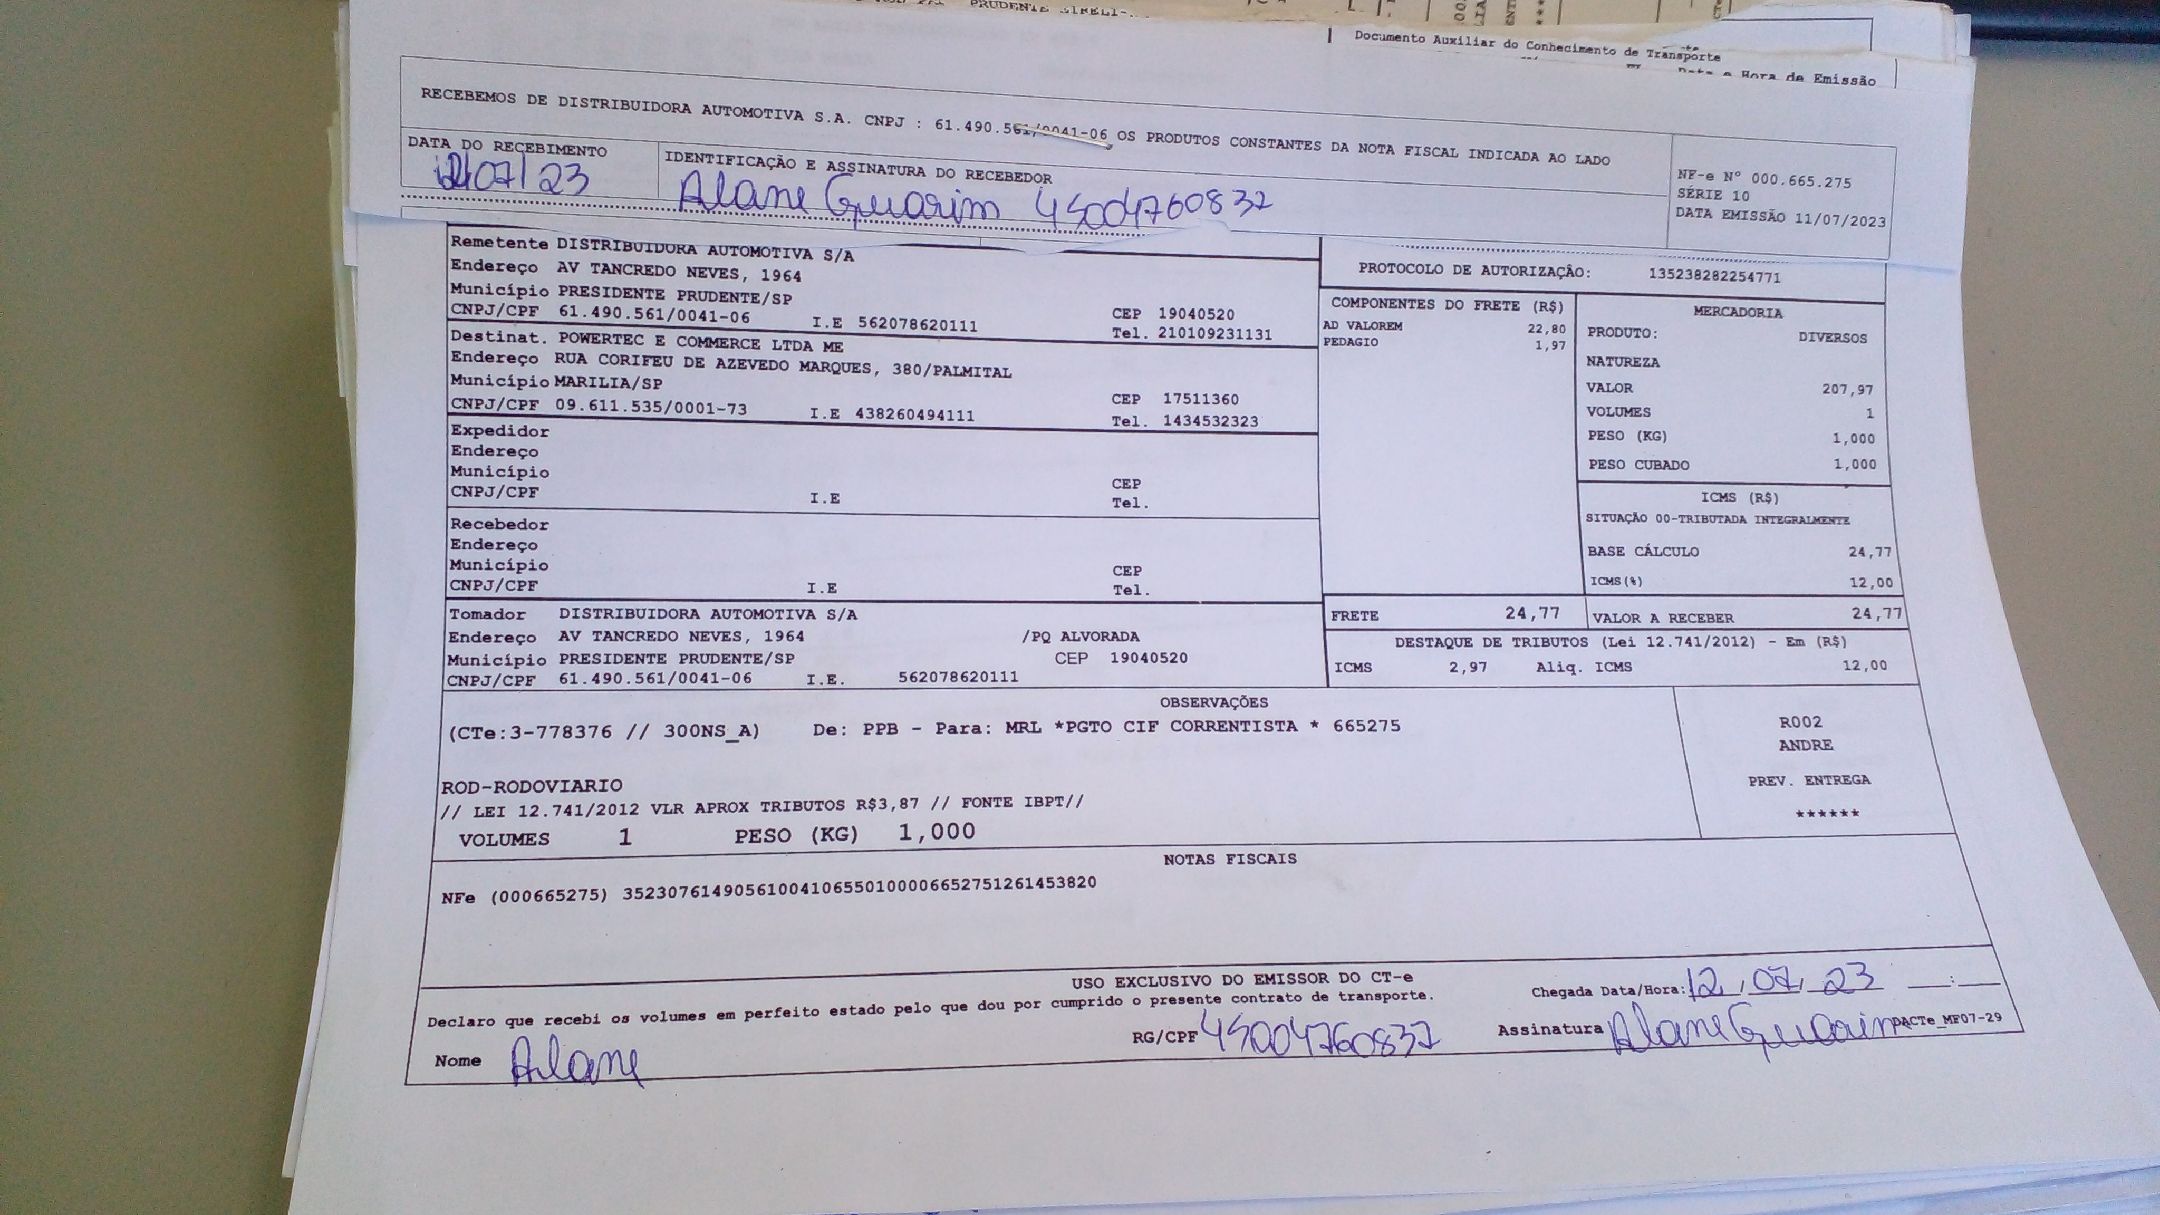 PRUDENTE EIRELI-
Documento Auxiliar do Conhecimento de Transporte
Data e Hora de Emissão
RECEBEMOS DE DISTRIBUIDORA AUTOMOTIVA S.A. CNPJ : 61.490.561/0041-06 OS PRODUTOS CONSTANTES DA NOTA FISCAL INDICADA AO LADO
DATA DO RECEBIMENTO
12/07/23
IDENTIFICAÇÃO E ASSINATURA DO RECEBEDOR
Alane Guarim 45004760837
NF-e Nº 000.665.275
SÉRIE 10
DATA EMISSÃO 11/07/2023
Remetente DISTRIBUIDORA AUTOMOTIVA S/A
Endereço AV TANCREDO NEVES, 1964
Município PRESIDENTE PRUDENTE/SP CEP 19040520
CNPJ/CPF 61.490.561/0041-06 I.E 562078620111 Tel. 210109231131
Destinat. POWERTEC E COMMERCE LTDA ME
Endereço RUA CORIFEU DE AZEVEDO MARQUES, 380/PALMITAL
Município MARILIA/SP CEP 17511360
CNPJ/CPF 09.611.535/0001-73 I.E 438260494111 Tel. 1434532323
Expedidor
Endereço
Município CEP
CNPJ/CPF I.E Tel.
Recebedor
Endereço
Município CEP
CNPJ/CPF I.E Tel.
Tomador DISTRIBUIDORA AUTOMOTIVA S/A
Endereço AV TANCREDO NEVES, 1964 /PQ ALVORADA
Município PRESIDENTE PRUDENTE/SP CEP 19040520
CNPJ/CPF 61.490.561/0041-06 I.E. 562078620111
PROTOCOLO DE AUTORIZAÇÃO: 135238282254771
COMPONENTES DO FRETE (R$)
AD VALOREM 22,80
PEDAGIO 1,97
MERCADORIA
PRODUTO: DIVERSOS
NATUREZA
VALOR 207,97
VOLUMES 1
PESO (KG) 1,000
PESO CUBADO 1,000
ICMS (R$)
SITUAÇÃO 00-TRIBUTADA INTEGRALMENTE
BASE CÁLCULO 24,77
ICMS(%) 12,00
FRETE 24,77 VALOR A RECEBER 24,77
DESTAQUE DE TRIBUTOS (Lei 12.741/2012) - Em (R$)
ICMS 2,97 Aliq. ICMS 12,00
OBSERVAÇÕES
(CTe:3-778376 // 300NS_A) De: PPB - Para: MRL *PGTO CIF CORRENTISTA * 665275
ROD-RODOVIARIO
// LEI 12.741/2012 VLR APROX TRIBUTOS R$3,87 // FONTE IBPT//
VOLUMES 1 PESO (KG) 1,000
R002
ANDRE
PREV. ENTREGA
******
NOTAS FISCAIS
NFe (000665275) 35230761490561004106550100006652751261453820
USO EXCLUSIVO DO EMISSOR DO CT-e
Declaro que recebi os volumes em perfeito estado pelo que dou por cumprido o presente contrato de transporte.
Chegada Data/Hora: 12/07/23 __:__
Nome Alane RG/CPF 45004760837 Assinatura Alane Guarim DACTe_MF07-29